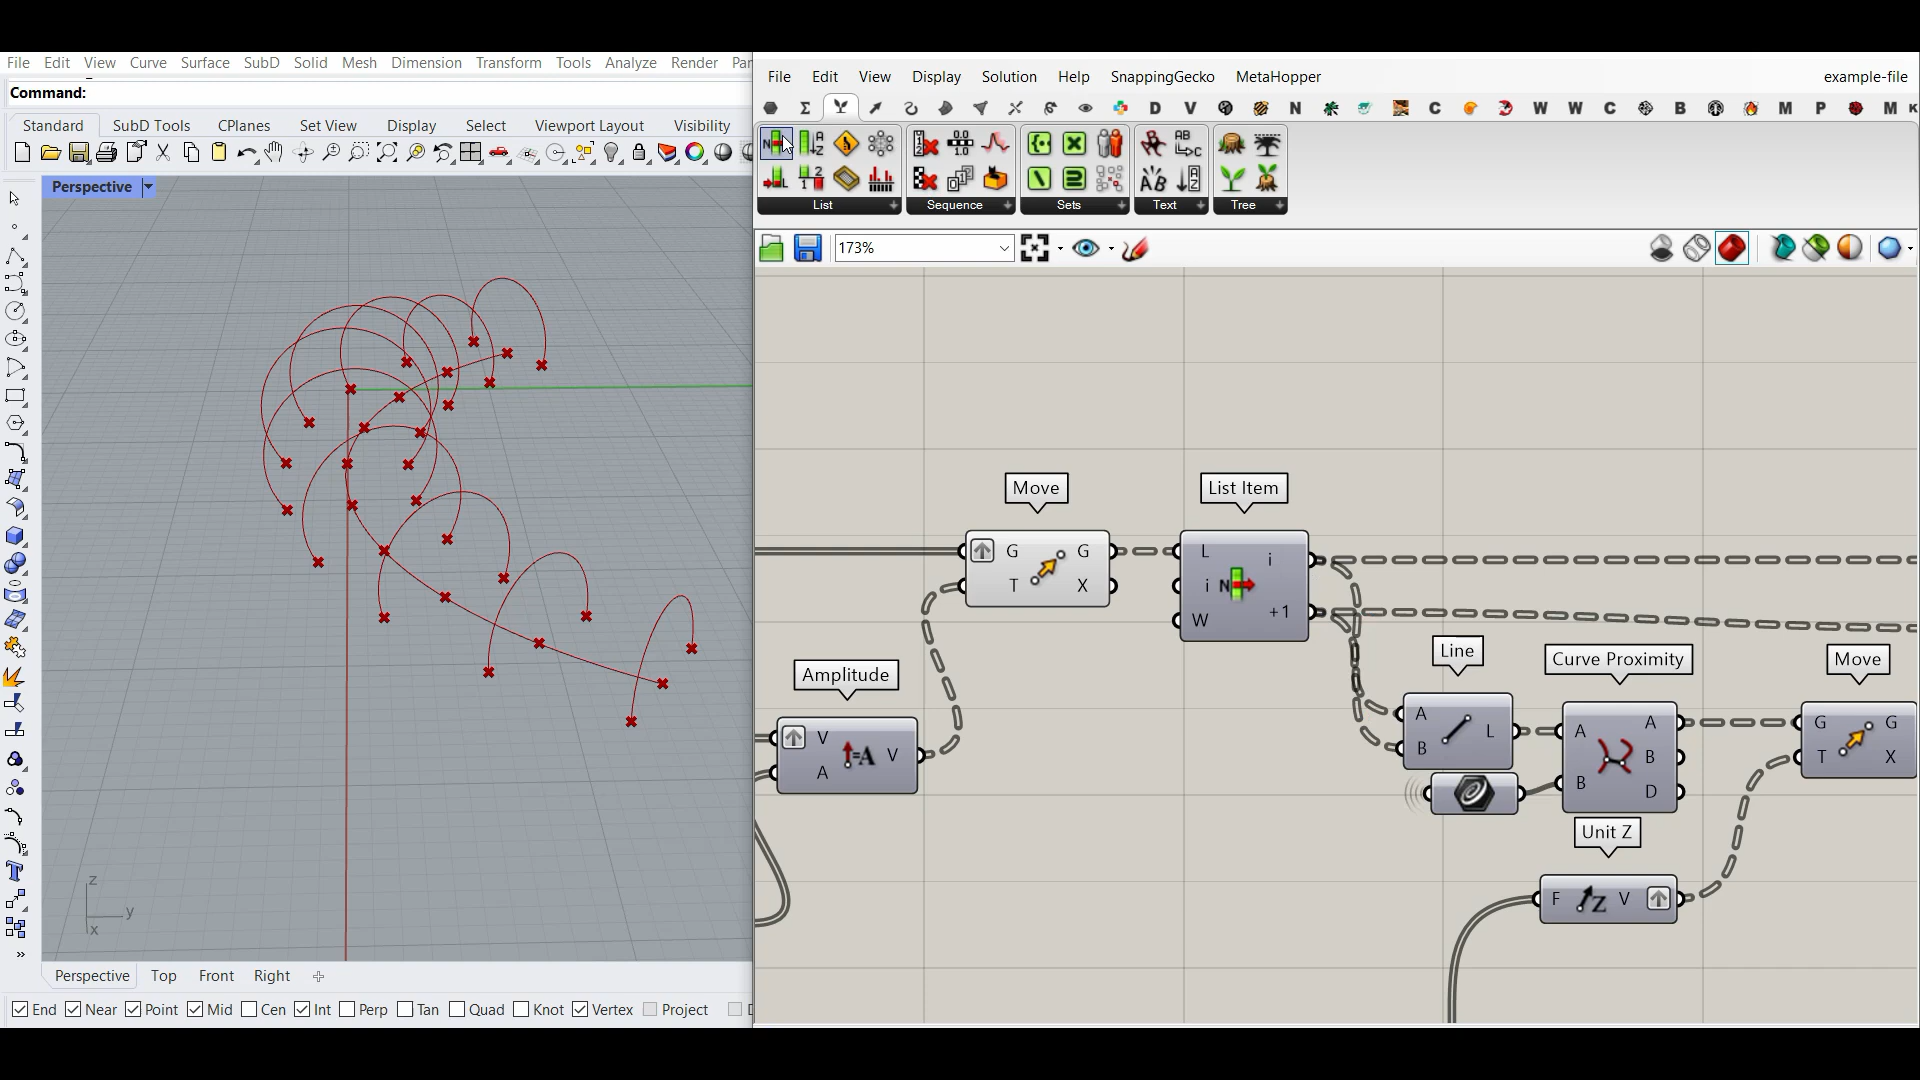 File Edit View Curve Surface SubD Solid Mesh Dimension Transform Tools Analyze Render Par
Command:
Standard SubD Tools CPlanes Set View Display Select Viewport Layout Visibility
Perspective
z
y
x
Perspective Top Front Right
End Near Point Mid Cen Int Perp Tan Quad Knot Vertex Project
File Edit View Display Solution Help SnappingGecko MetaHopper example-file
D V N C W W C B M P M K
List Sequence Sets Text Tree
173%
Move
G G
T X
List Item
L i
i N
W +1
Amplitude
V V
A =A
Line
A L
B
Curve Proximity
A A
B B
D
Move
G G
T X
Unit Z
F Z V